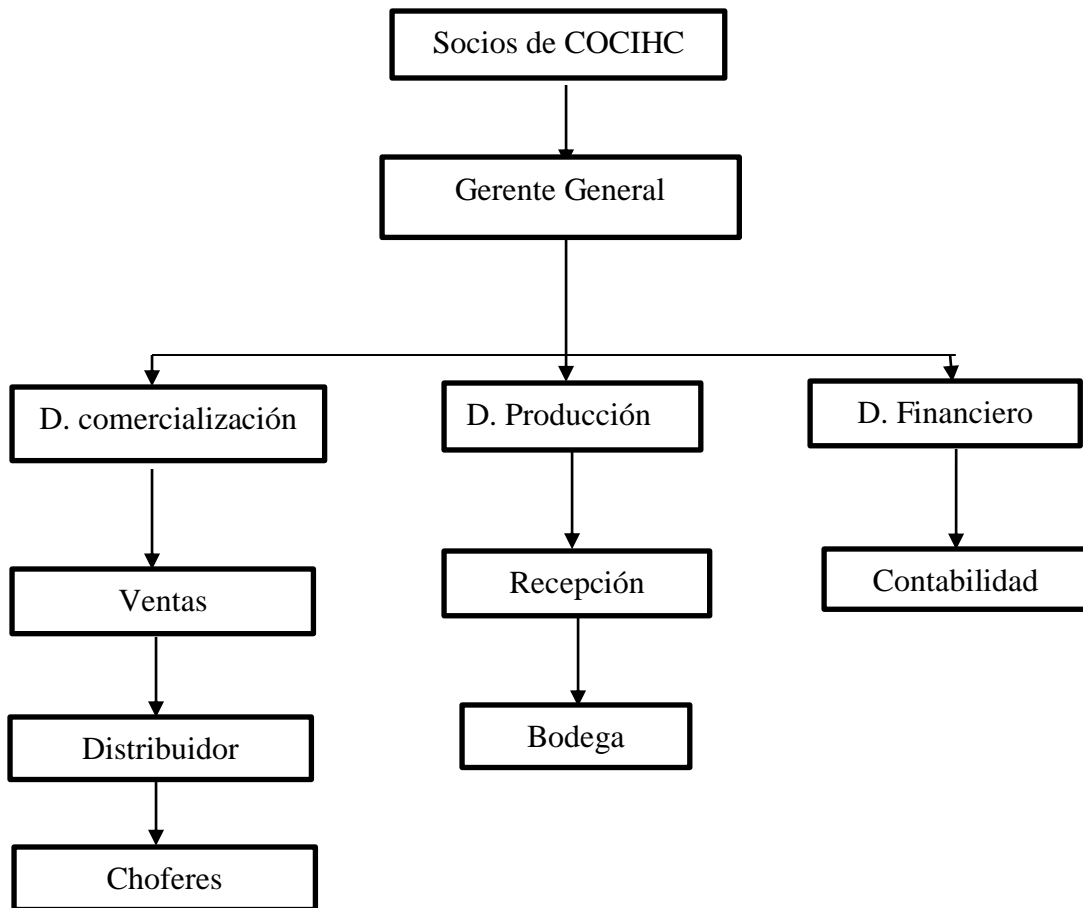 Socios de COCIHC
Gerente General
D. comercialización
D. Producción
D. Financiero
Ventas
Recepción
Contabilidad
Distribuidor
Bodega
Choferes